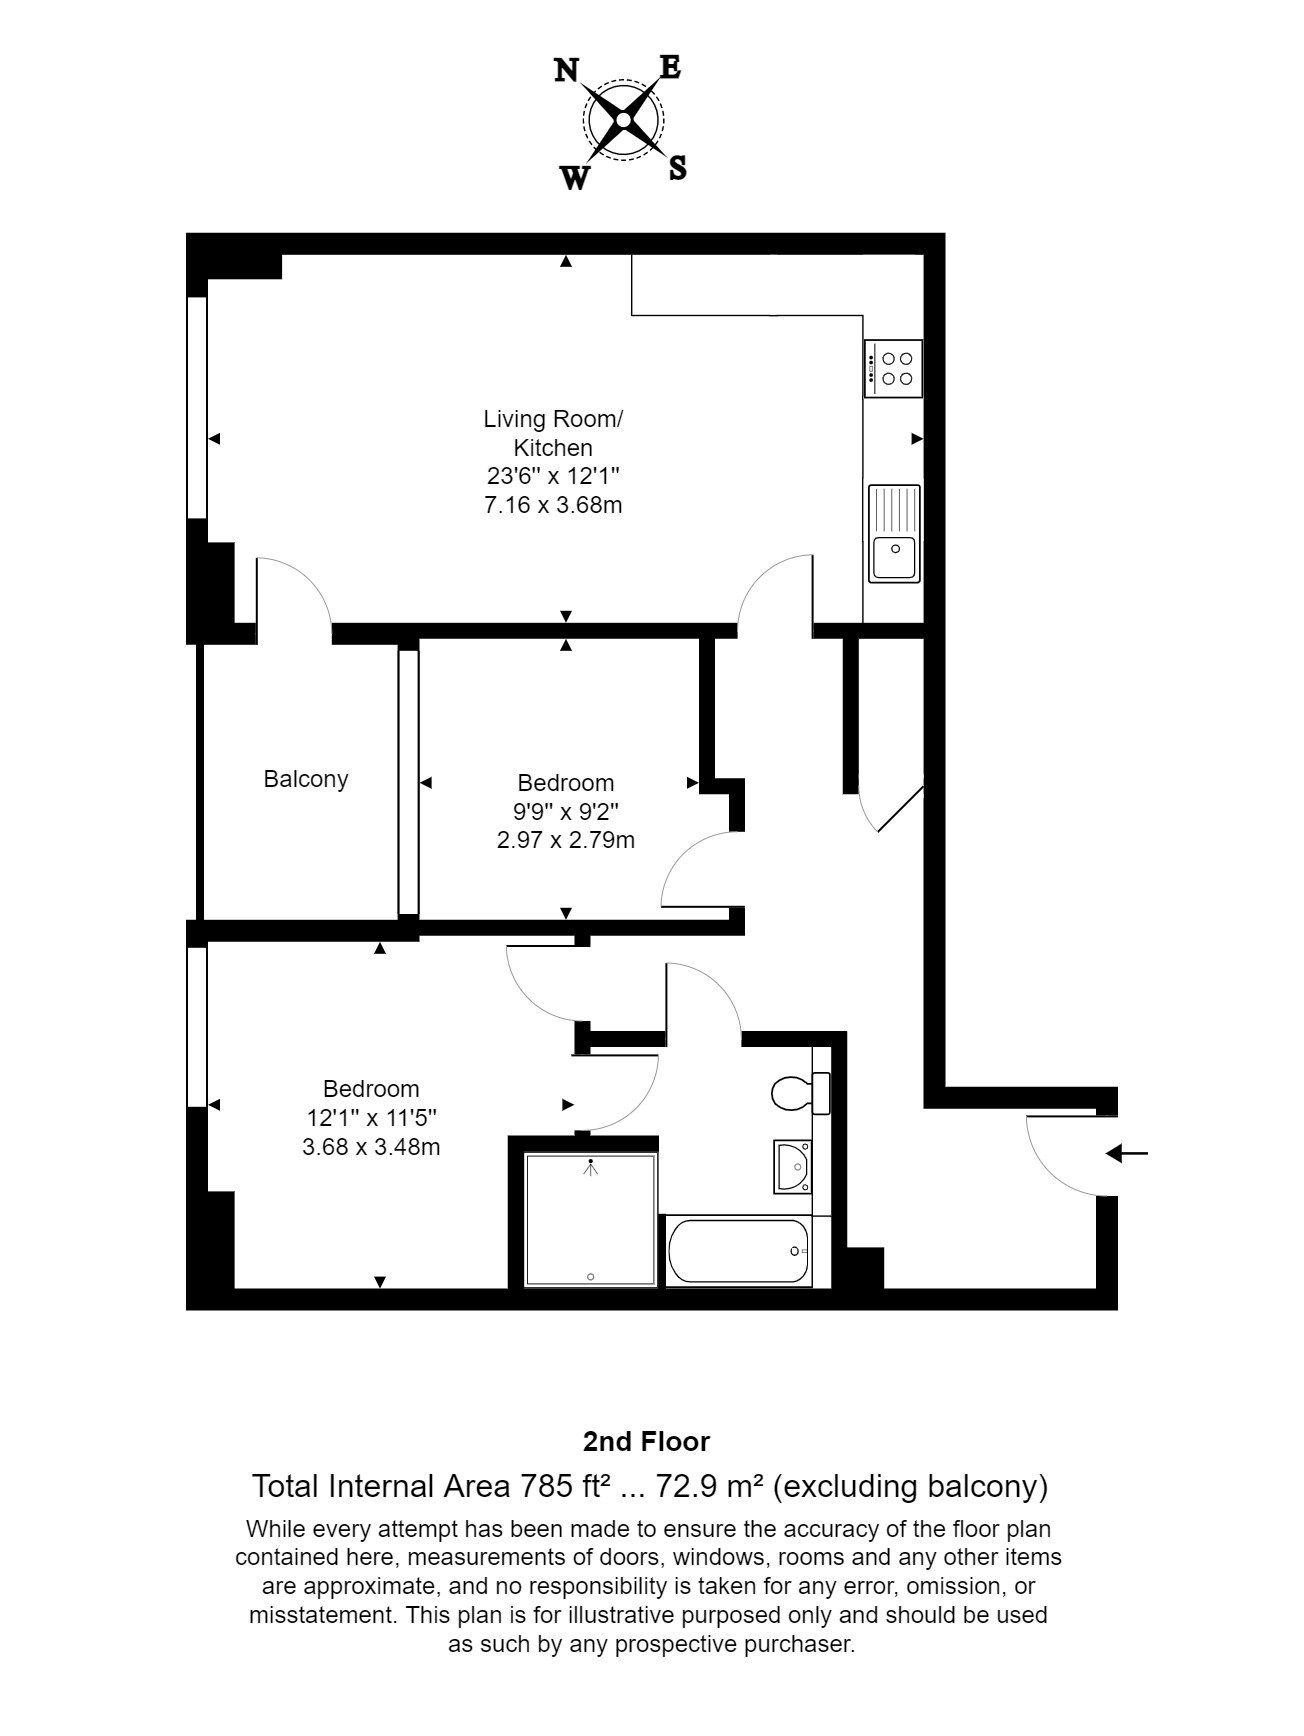 N E
W S
Living Room/
Kitchen
23'6" x 12'1"
7.16 x 3.68m
Balcony
Bedroom
9'9" x 9'2"
2.97 x 2.79m
Bedroom
12'1" x 11'5"
3.68 x 3.48m
2nd Floor
Total Internal Area 785 ft² ... 72.9 m² (excluding balcony)
While every attempt has been made to ensure the accuracy of the floor plan
contained here, measurements of doors, windows, rooms and any other items
are approximate, and no responsibility is taken for any error, omission, or
misstatement. This plan is for illustrative purposed only and should be used
as such by any prospective purchaser.